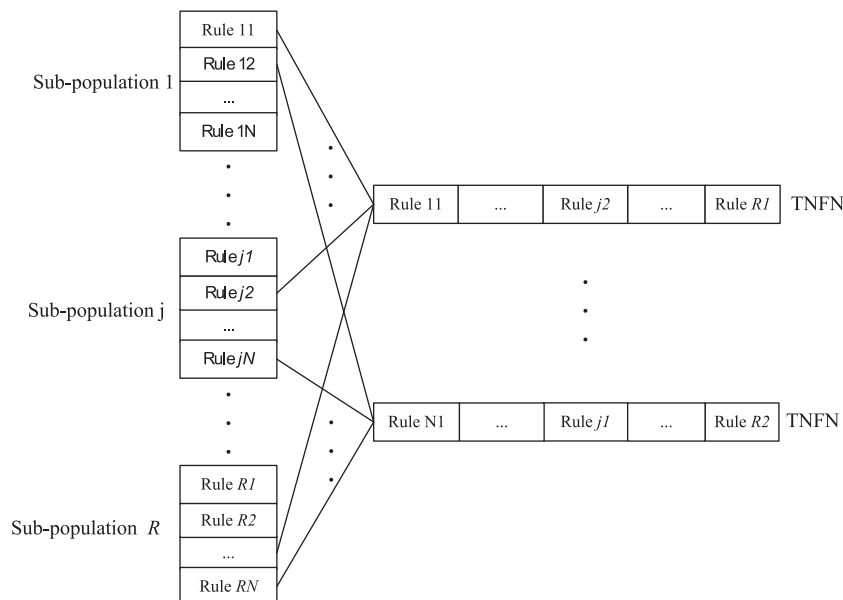 Sub-population 1
Rule 11
Rule 12
...
Rule 1N
Sub-population j
Rule j1
Rule j2
...
Rule jN
Sub-population R
Rule R1
Rule R2
...
Rule RN
Rule 11 ... Rule j2 ... Rule R1 TNFN
Rule N1 ... Rule j1 ... Rule R2 TNFN